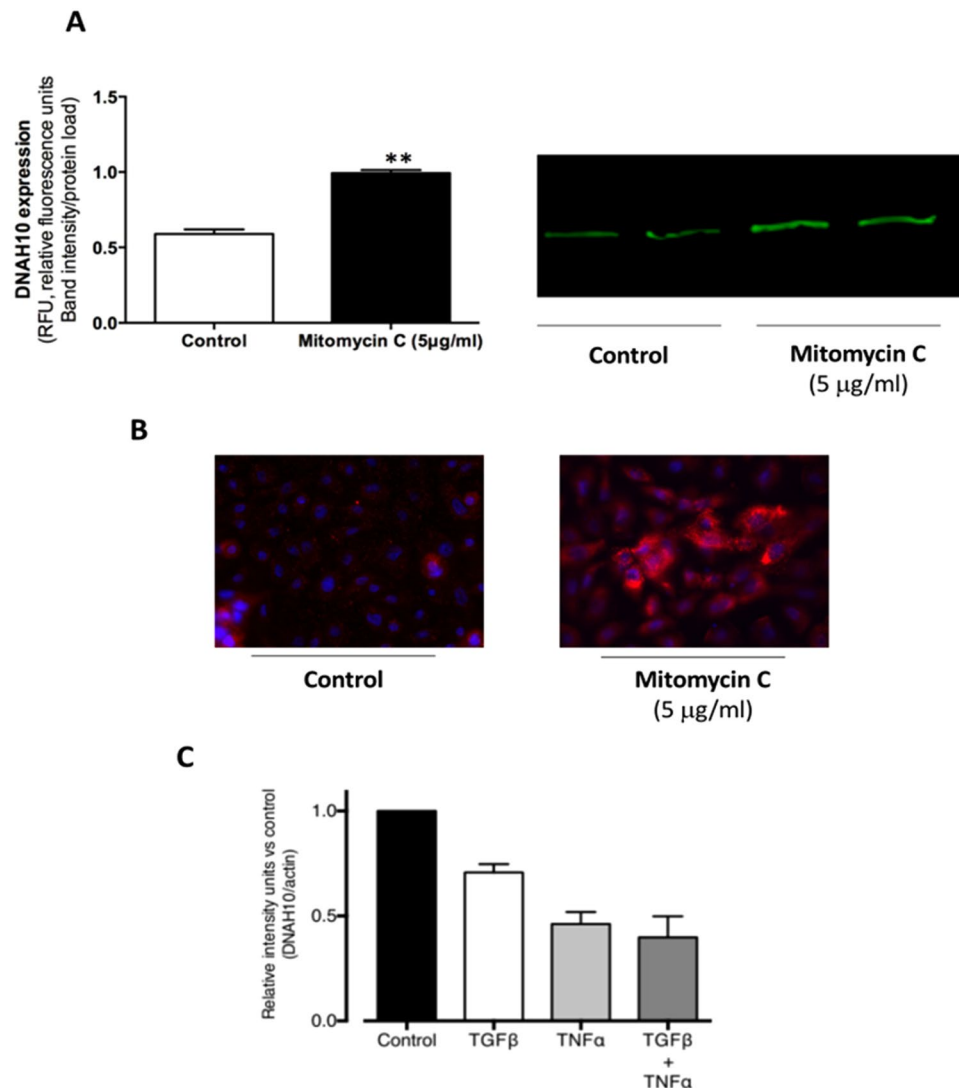 A
DNAH10 expression
(RFU, relative fluorescence units
Band intensity/protein load)
1.5
1.0
0.5
0.0
**
Control
Mitomycin C (5μg/ml)
Control
Mitomycin C
(5 μg/ml)
B
Control
Mitomycin C
(5 μg/ml)
C
Relative intensity units vs control
(DNAH10/actin)
1.0
0.5
0.0
Control
TGFβ
TNFα
TGFβ
+
TNFα